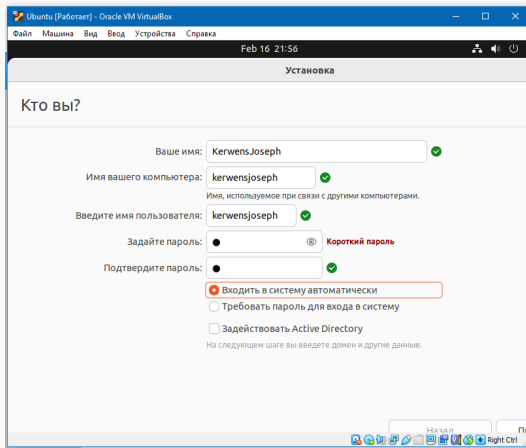 Ubuntu [Работает] - Oracle VM VirtualBox
Файл Машина Вид Ввод Устройства Справка
Feb 16 21:56
Установка
Кто вы?
Ваше имя: KerwensJoseph
Имя вашего компьютера: kerwensjoseph
Имя, используемое при связи с другими компьютерами.
Введите имя пользователя: kerwensjoseph
Задайте пароль: ● Короткий пароль
Подтвердите пароль: ●
Входить в систему автоматически
Требовать пароль для входа в систему
Задействовать Active Directory
На следующем шаге вы введете домен и другие данные.
Назад
Right Ctrl